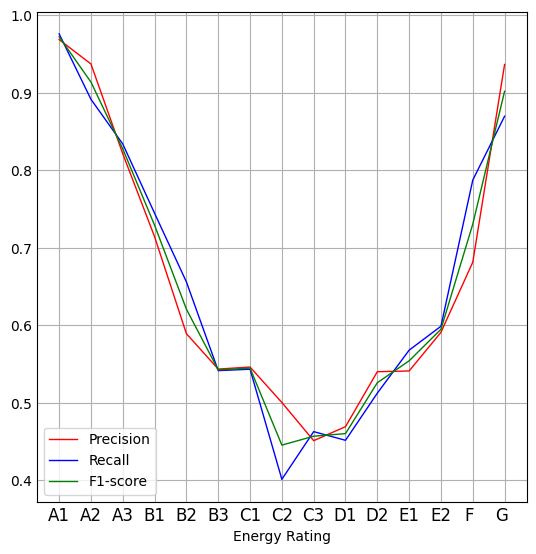 1.0
0.9
0.8
0.7
0.6
0.5
0.4
Precision
Recall
F1-score
A1 A2 A3 B1 B2 B3 C1 C2 C3 D1 D2 E1 E2 F G
Energy Rating